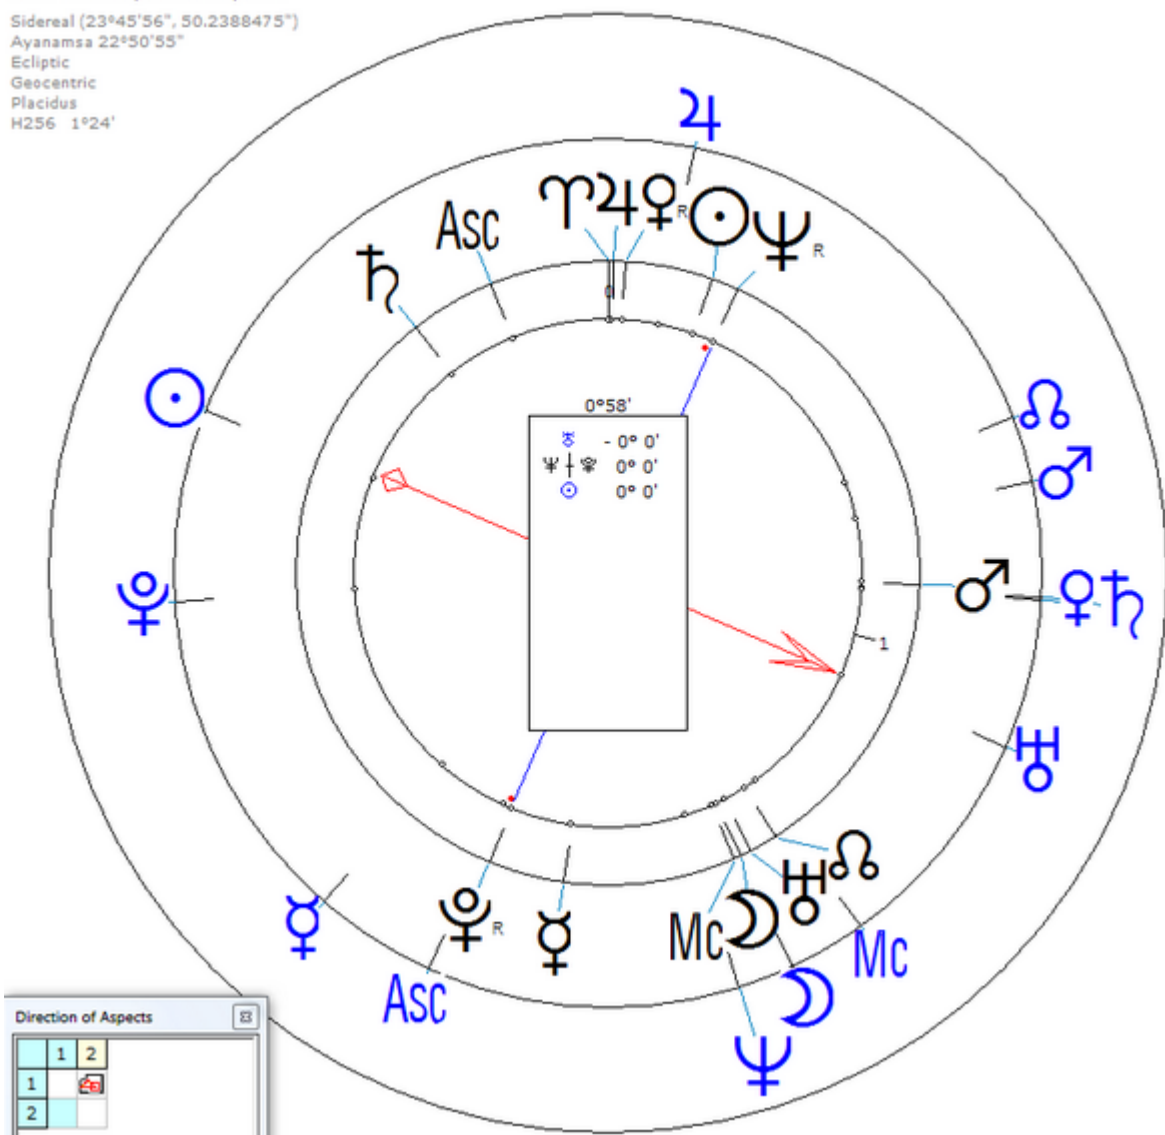 Sidereal (23°45'56", 50.2388475")
Ayanamsa 22°50'55"
Ecliptic
Geocentric
Placidus
H256 1°24'
♃
Asc ♈ ♃ ♀ R ☉ ♆ R
♄
0
☉
☊
0°58'
♂
♅ - 0° 0'
♆ ♇ 0° 0'
☉ 0° 0'
♇
♂ ♀ ♄
1
♅
☿
♇ R ☿
Mc ☽ ♅ ☊
Asc
Mc
☽
♆
Direction of Aspects
1 2
1
2